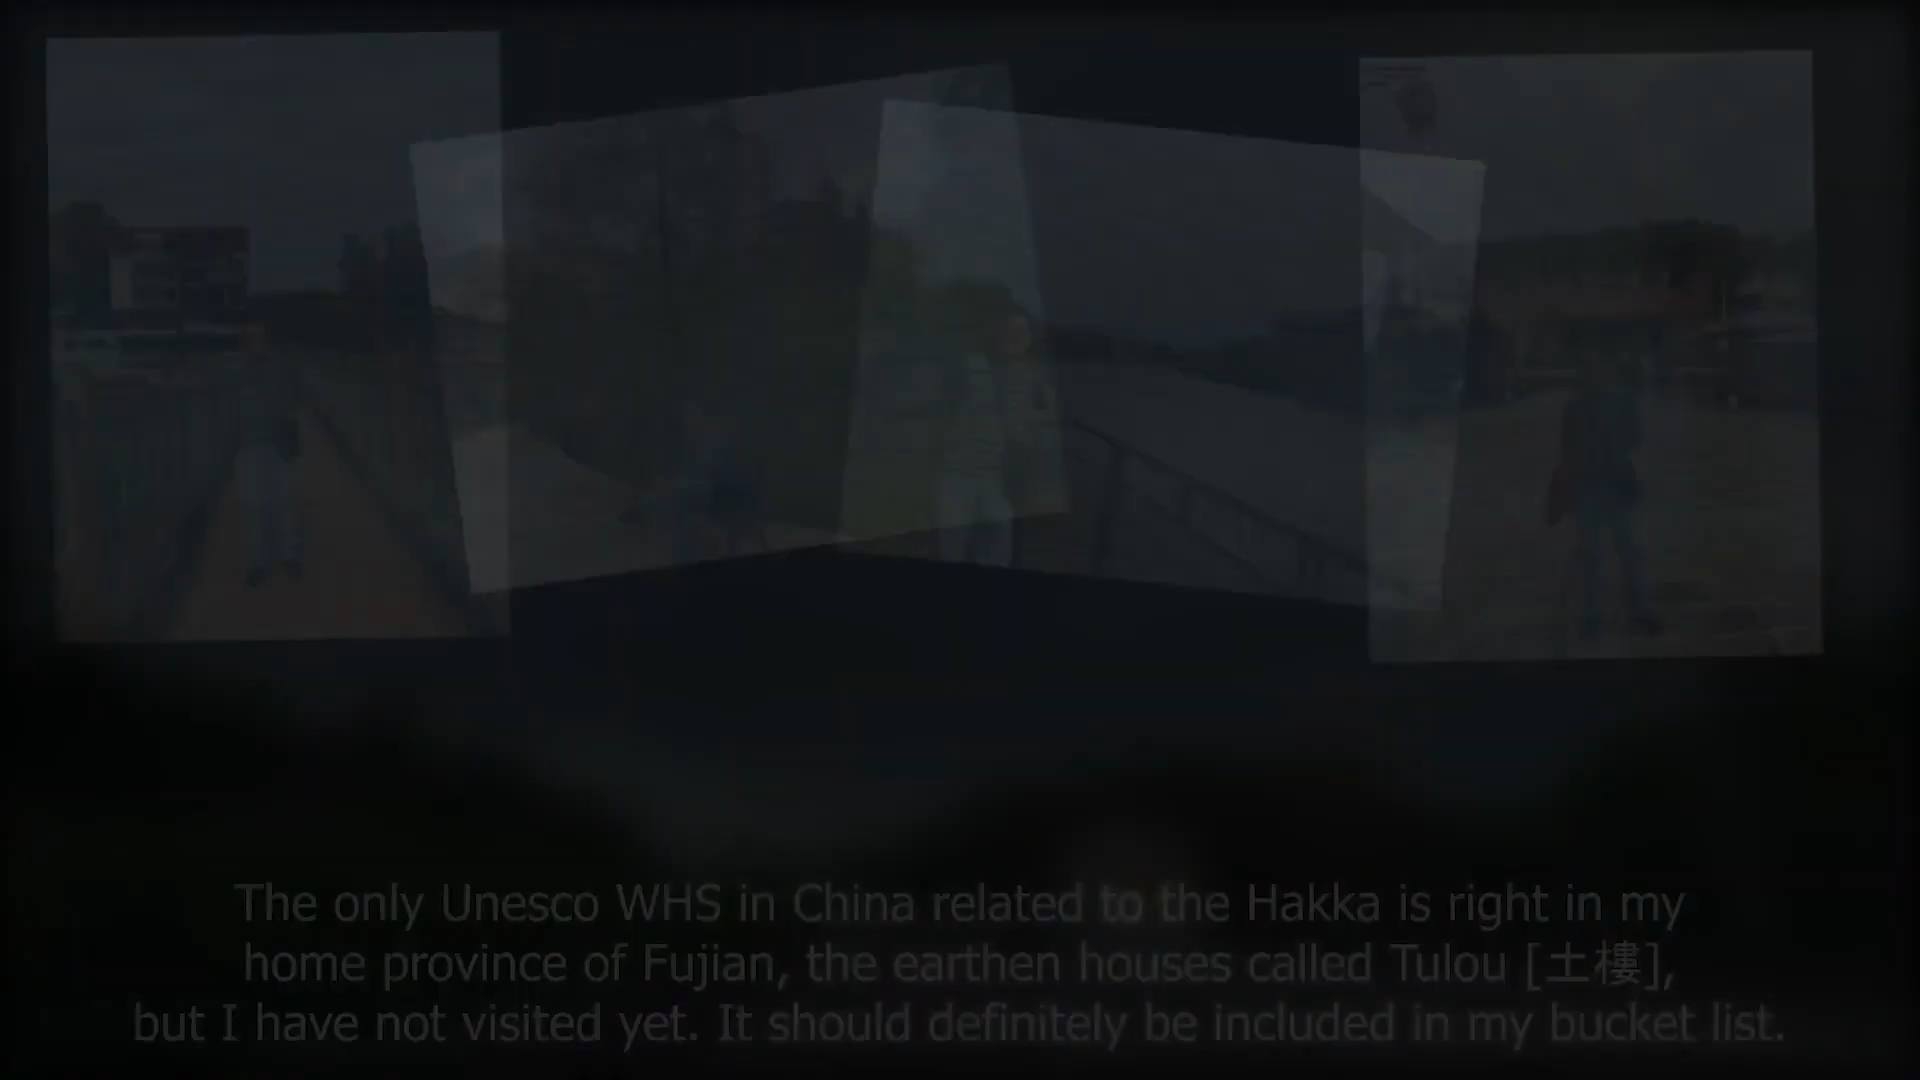 The only Unesco WHS in China related to the Hakka is right in my
home province of Fujian, the earthen houses called Tulou [土樓],
but I have not visited yet. It should definitely be included in my bucket list.